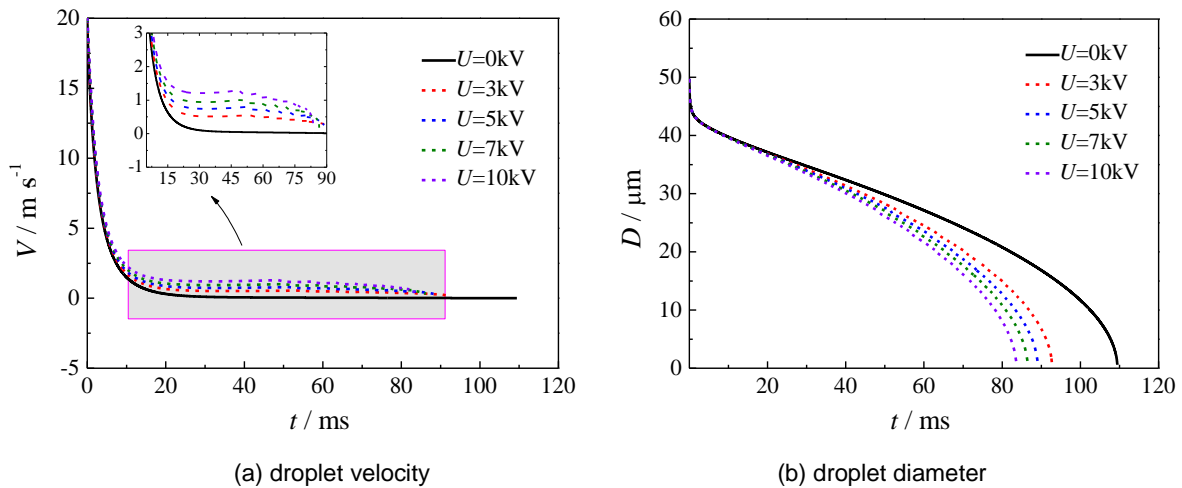 20
15
10
5
0
-5
V / m s⁻¹
0 20 40 60 80 100 120
t / ms
3
2
1
0
-1
15 30 45 60 75 90
U=0kV
U=3kV
U=5kV
U=7kV
U=10kV
(a) droplet velocity
60
50
40
30
20
10
0
D / μm
20 40 60 80 100 120
t / ms
U=0kV
U=3kV
U=5kV
U=7kV
U=10kV
(b) droplet diameter